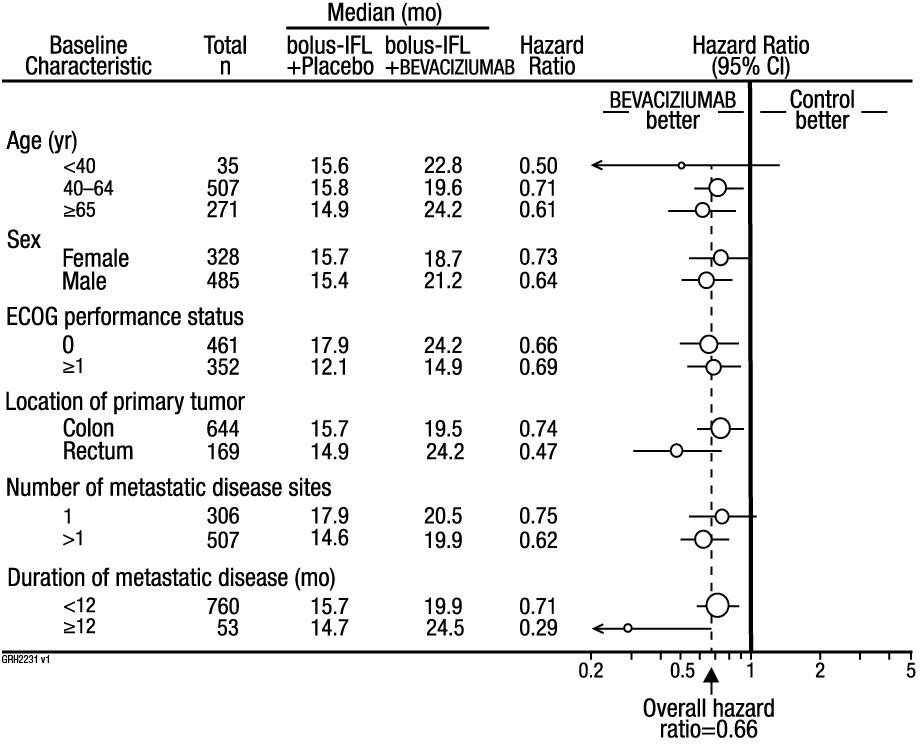 Median (mo)
Baseline Total bolus-IFL bolus-IFL Hazard Hazard Ratio
Characteristic n +Placebo +BEVACIZIUMAB Ratio (95% CI)
BEVACIZIUMAB better Control better
Age (yr)
<40 35 15.6 22.8 0.50
40–64 507 15.8 19.6 0.71
≥65 271 14.9 24.2 0.61
Sex
Female 328 15.7 18.7 0.73
Male 485 15.4 21.2 0.64
ECOG performance status
0 461 17.9 24.2 0.66
≥1 352 12.1 14.9 0.69
Location of primary tumor
Colon 644 15.7 19.5 0.74
Rectum 169 14.9 24.2 0.47
Number of metastatic disease sites
1 306 17.9 20.5 0.75
>1 507 14.6 19.9 0.62
Duration of metastatic disease (mo)
<12 760 15.7 19.9 0.71
≥12 53 14.7 24.5 0.29
GRH2231 v1
0.2 0.5 1 2 5
Overall hazard
ratio=0.66